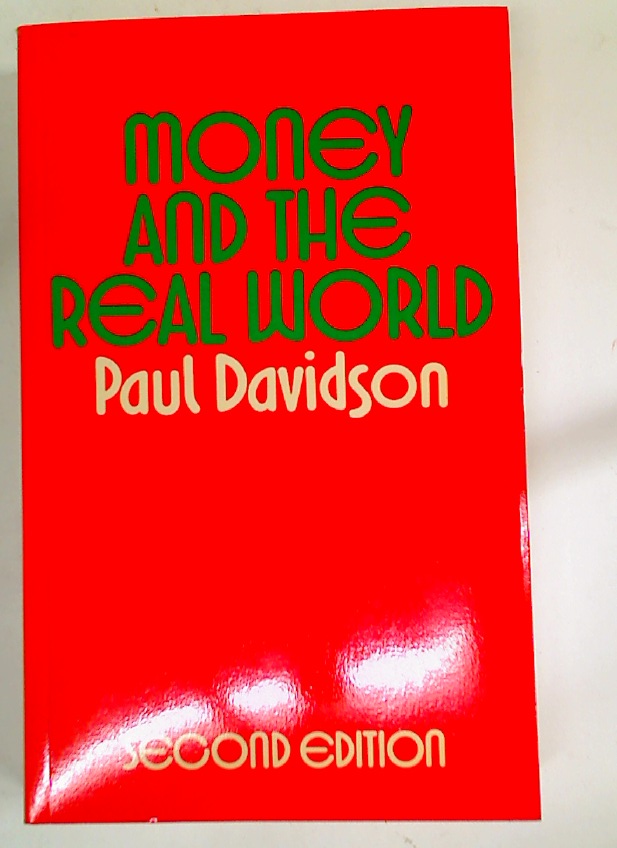 MONEY
AND THE
REAL WORLD
Paul Davidson
SECOND EDITION